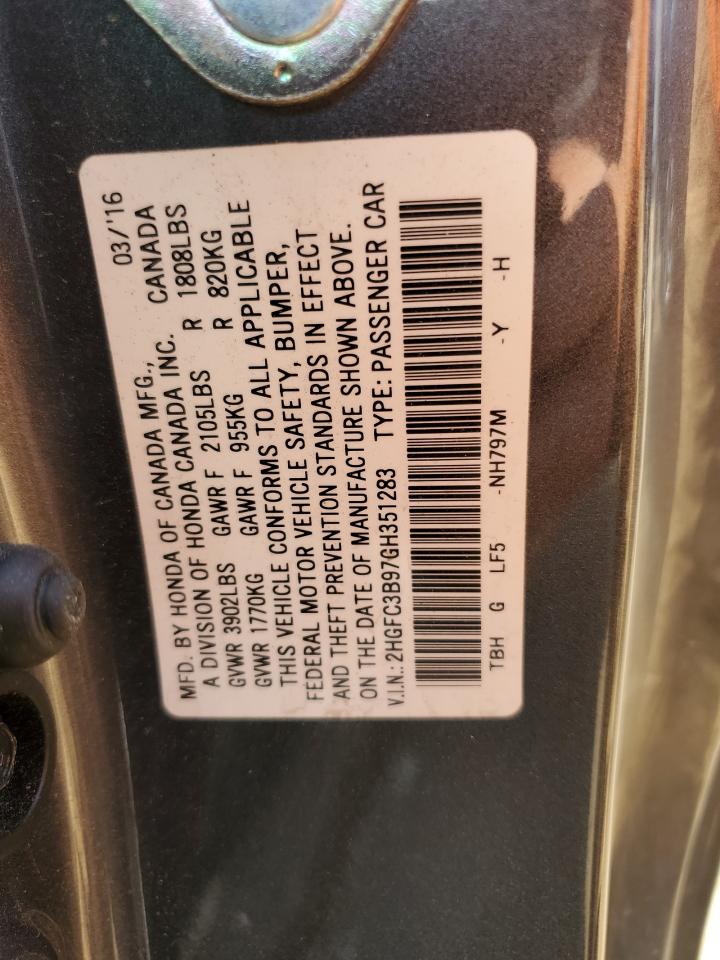 MFD. BY HONDA OF CANADA MFG., 03/'16
A DIVISION OF HONDA CANADA INC. CANADA
GVWR 3902LBS GAWR F 2105LBS R 1808LBS
GVWR 1770KG GAWR F 955KG R 820KG
THIS VEHICLE CONFORMS TO ALL APPLICABLE
FEDERAL MOTOR VEHICLE SAFETY, BUMPER,
AND THEFT PREVENTION STANDARDS IN EFFECT
ON THE DATE OF MANUFACTURE SHOWN ABOVE.
V.I.N.: 2HGFC3B97GH351283 TYPE: PASSENGER CAR
TBH G LF5 -NH797M -Y -H